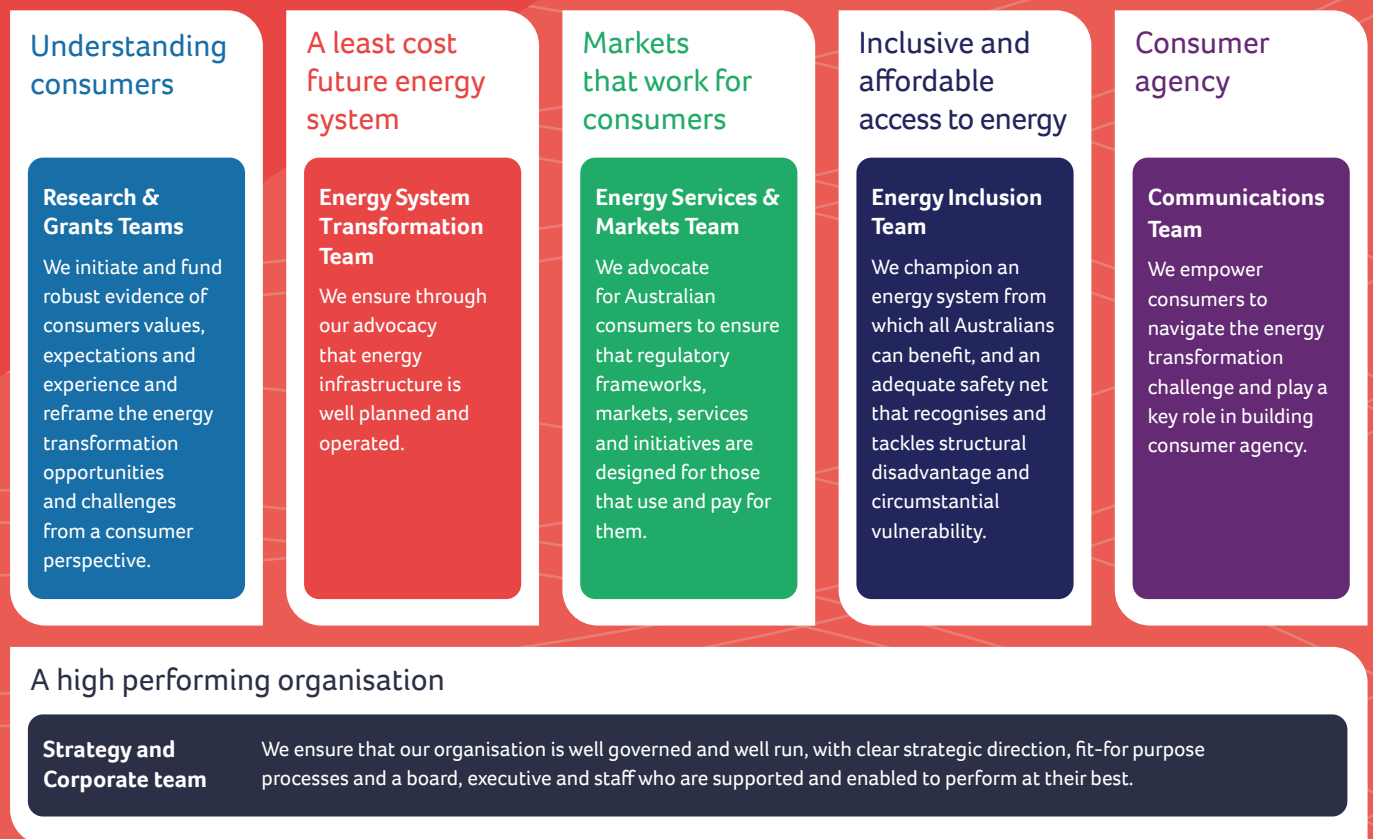 Understanding
consumers
Research &
Grants Teams
We initiate and fund
robust evidence of
consumers values,
expectations and
experience and
reframe the energy
transformation
opportunities
and challenges
from a consumer
perspective.
A least cost
future energy
system
Energy System
Transformation
Team
We ensure through
our advocacy
that energy
infrastructure is
well planned and
operated.
Markets
that work for
consumers
Energy Services &
Markets Team
We advocate
for Australian
consumers to ensure
that regulatory
frameworks,
markets, services
and initiatives are
designed for those
that use and pay for
them.
Inclusive and
affordable
access to energy
Energy Inclusion
Team
We champion an
energy system from
which all Australians
can benefit, and an
adequate safety net
that recognises and
tackles structural
disadvantage and
circumstantial
vulnerability.
Consumer
agency
Communications
Team
We empower
consumers to
navigate the energy
transformation
challenge and play a
key role in building
consumer agency.
A high performing organisation
Strategy and
Corporate team
We ensure that our organisation is well governed and well run, with clear strategic direction, fit-for purpose
processes and a board, executive and staff who are supported and enabled to perform at their best.